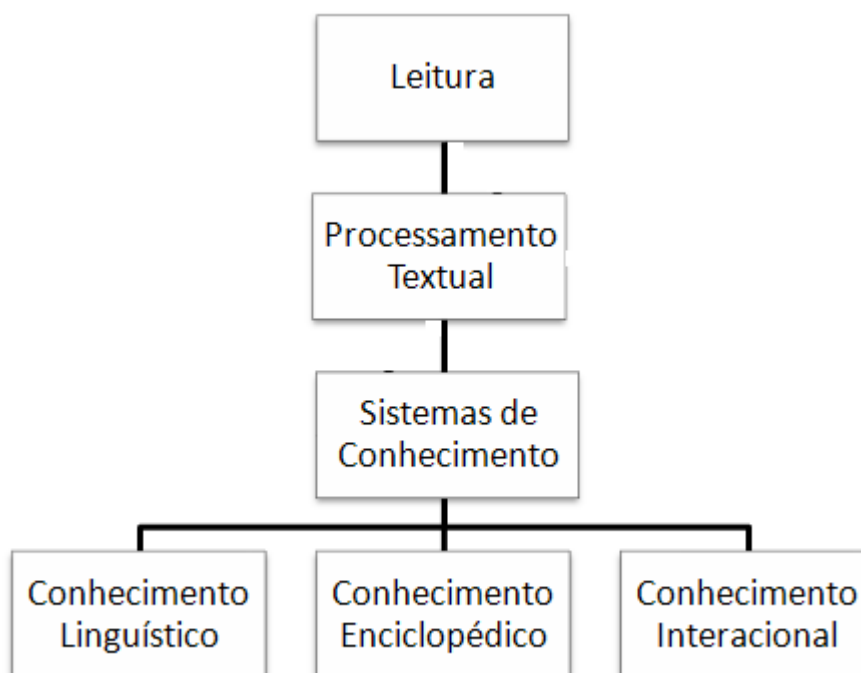 Leitura
Processamento
Textual
Sistemas de
Conhecimento
Conhecimento
Linguístico
Conhecimento
Enciclopédico
Conhecimento
Interacional